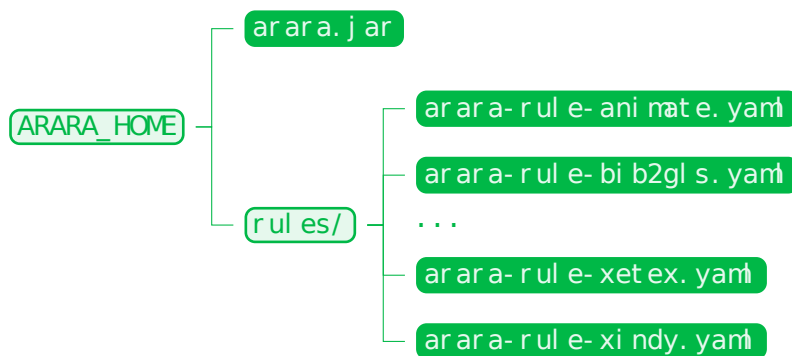 arara.jar
arara-rule-animate.yaml
ARARA_HOME
arara-rule-bib2gls.yaml
rules/
...
arara-rule-xetex.yaml
arara-rule-xindy.yaml